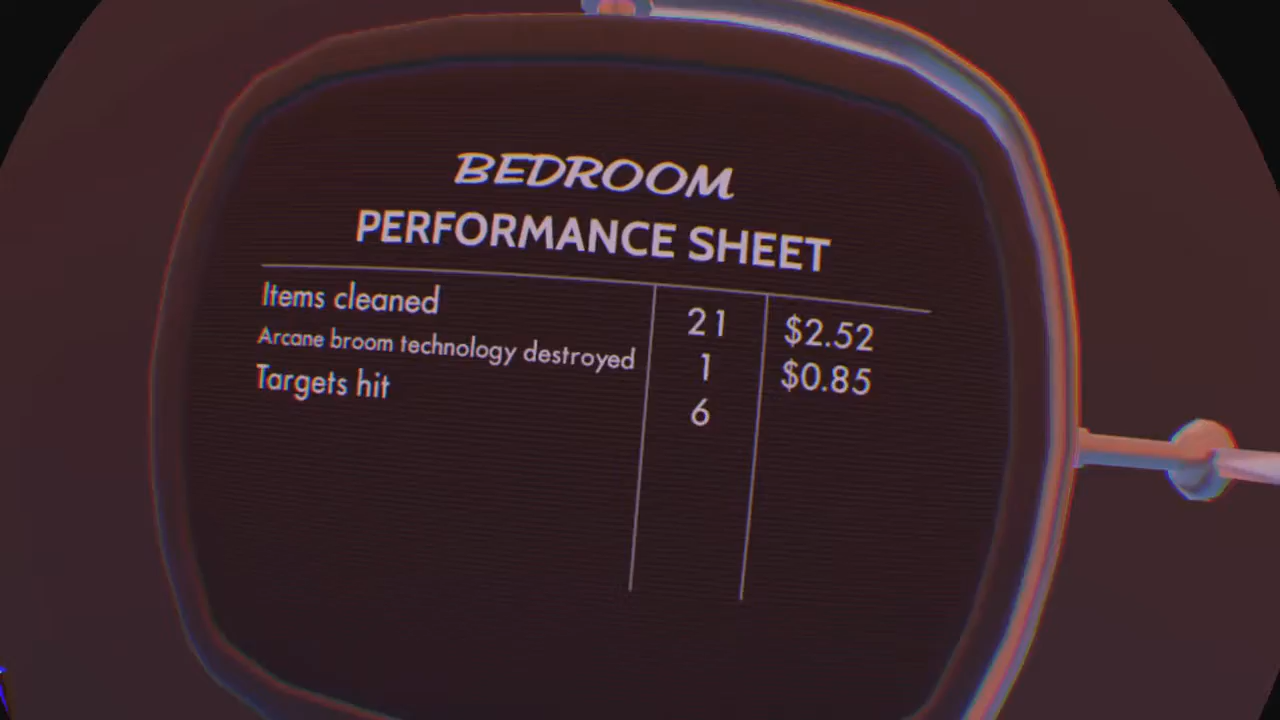 BEDROOM
PERFORMANCE SHEET
Items cleaned 21 $2.52
Arcane broom technology destroyed 1 $0.85
Targets hit 6